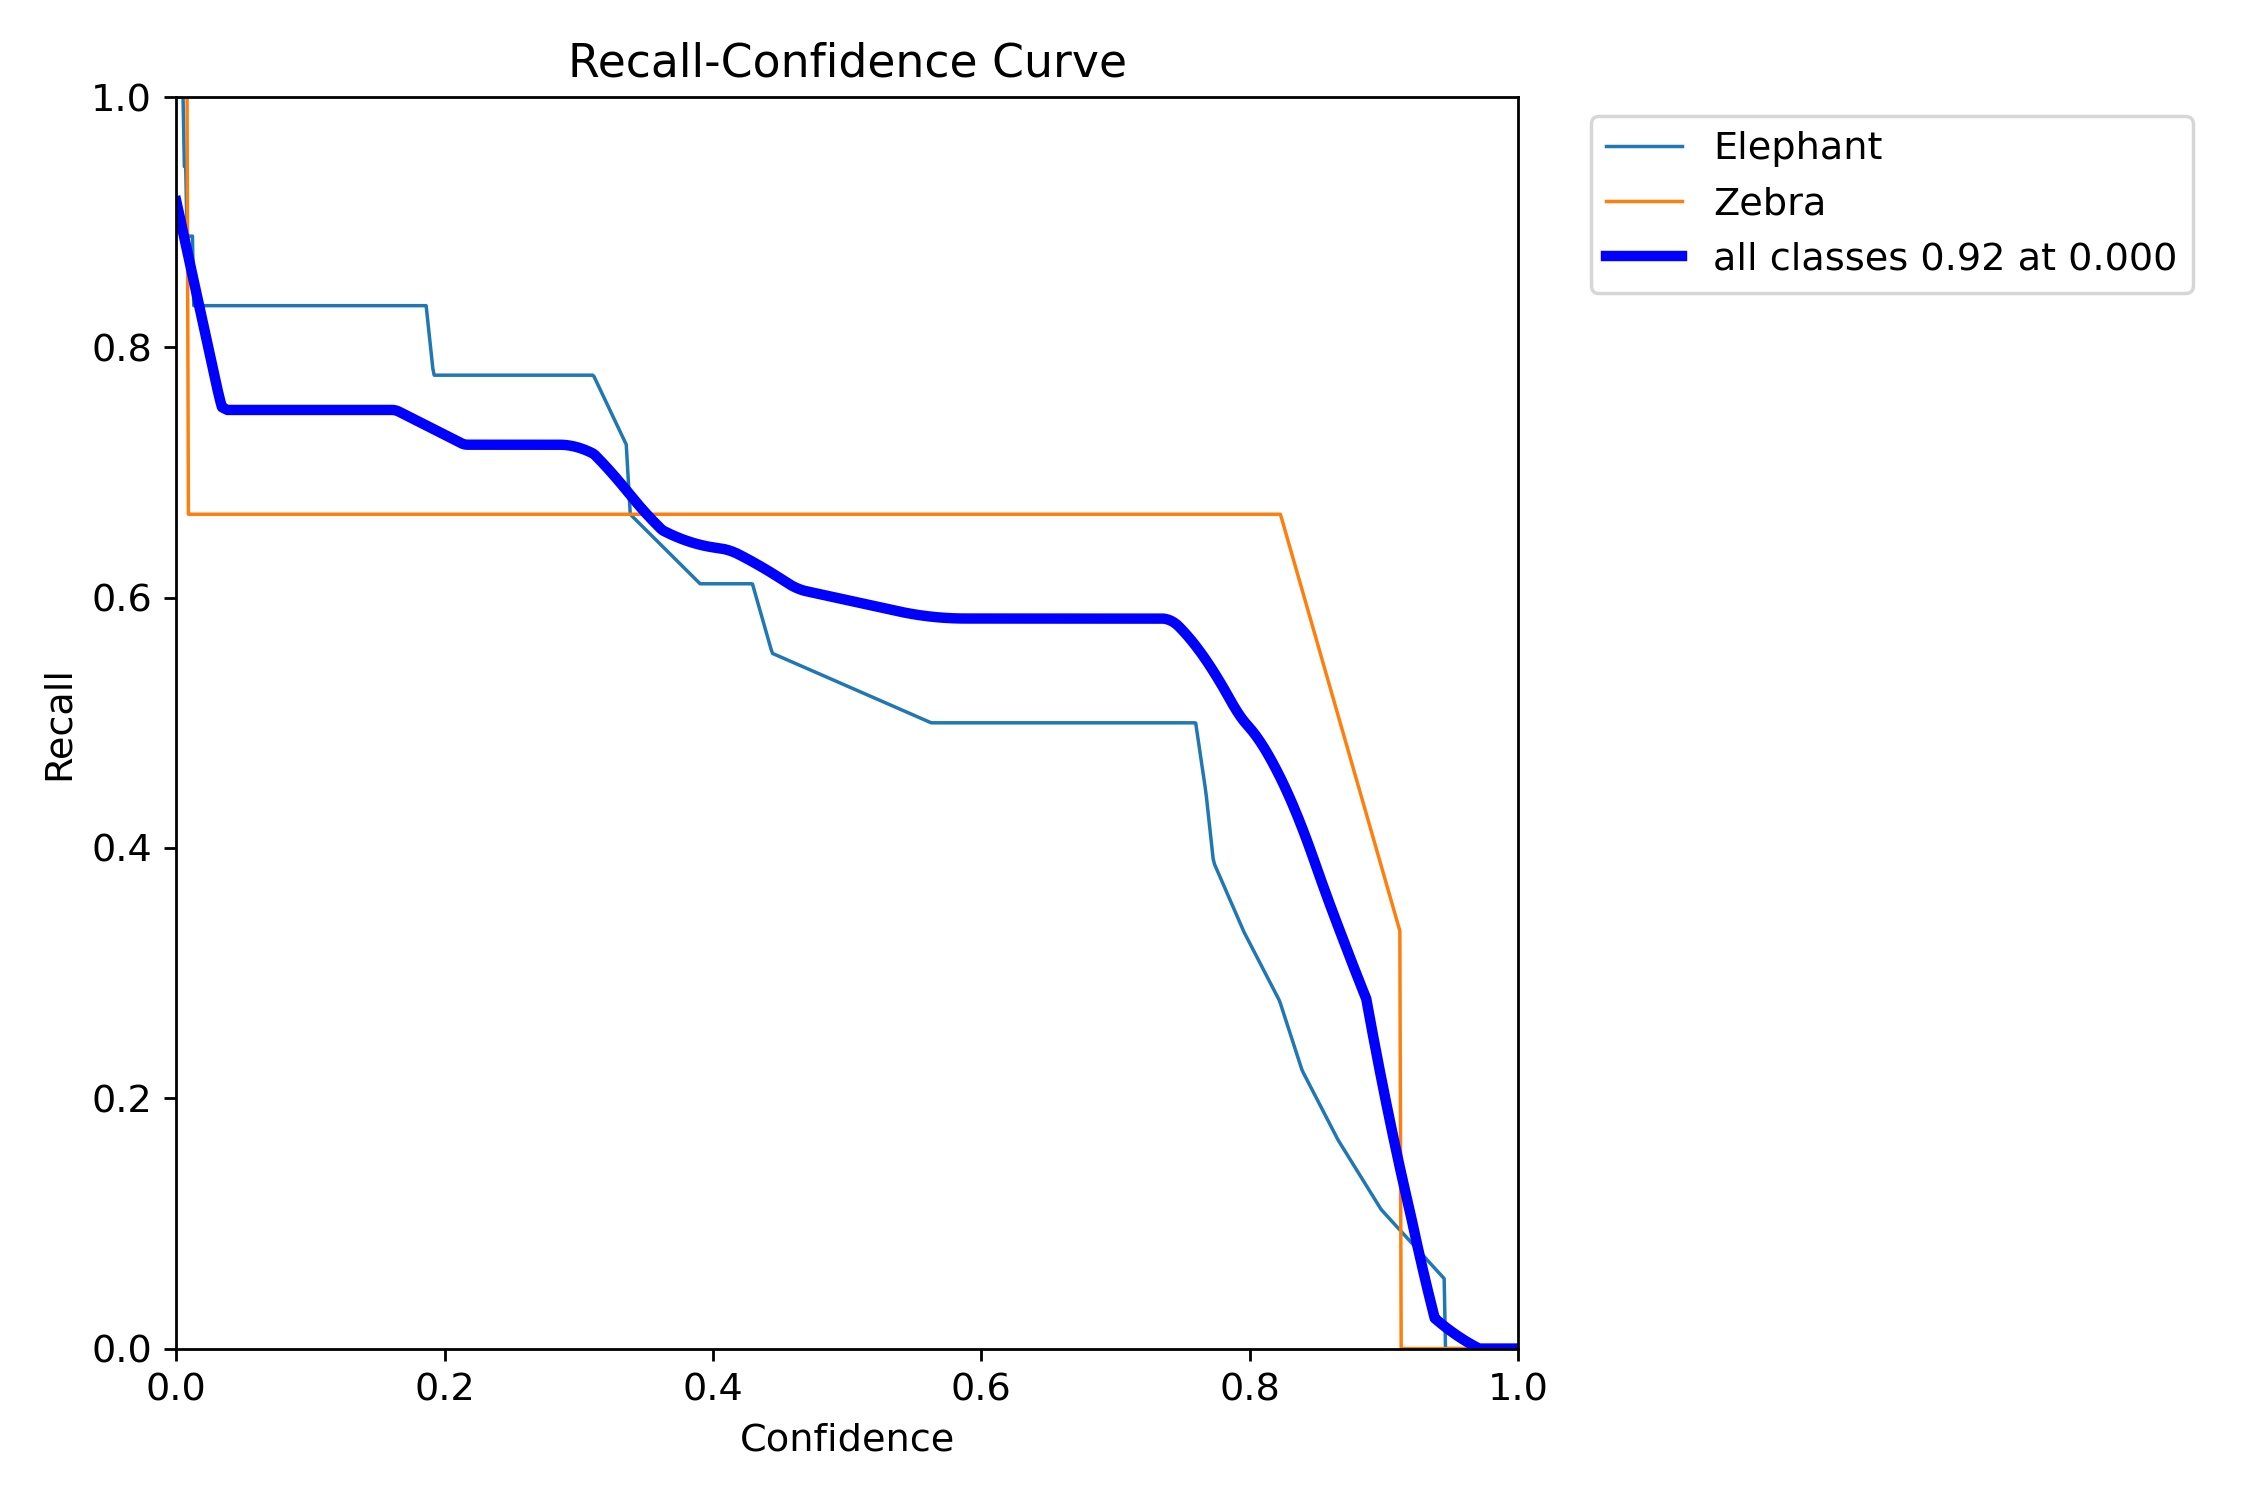 Recall-Confidence Curve
1.0
0.8
0.6
0.4
0.2
0.0
Recall
0.0 0.2 0.4 0.6 0.8 1.0
Confidence
Elephant
Zebra
all classes 0.92 at 0.000